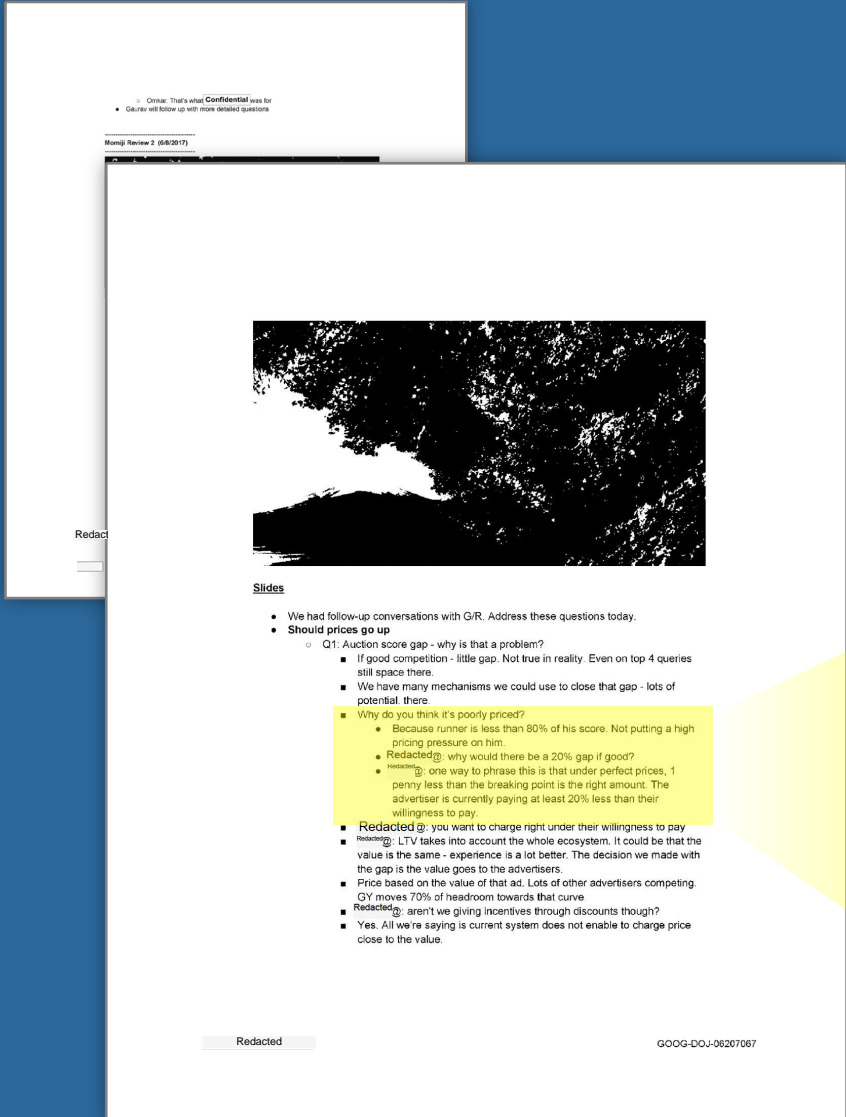 ○ Omkar: That's what Confidential was for
● Gaurav will follow up with more detailed questions
Momiji Review 2 (6/8/2017)
Redact
Slides
● We had follow-up conversations with G/R. Address these questions today.
● Should prices go up
○ Q1: Auction score gap - why is that a problem?
■ If good competition - little gap. Not true in reality. Even on top 4 queries
still space there.
■ We have many mechanisms we could use to close that gap - lots of
potential. there.
■ Why do you think it's poorly priced?
● Because runner is less than 80% of his score. Not putting a high
pricing pressure on him.
● Redacted@: why would there be a 20% gap if good?
● Redacted@: one way to phrase this is that under perfect prices, 1
penny less than the breaking point is the right amount. The
advertiser is currently paying at least 20% less than their
willingness to pay.
■ Redacted@: you want to charge right under their willingness to pay
■ Redacted@: LTV takes into account the whole ecosystem. It could be that the
value is the same - experience is a lot better. The decision we made with
the gap is the value goes to the advertisers.
■ Price based on the value of that ad. Lots of other advertisers competing.
GY moves 70% of headroom towards that curve
■ Redacted@: aren't we giving incentives through discounts though?
■ Yes. All we're saying is current system does not enable to charge price
close to the value.
Redacted
GOOG-DOJ-06207067